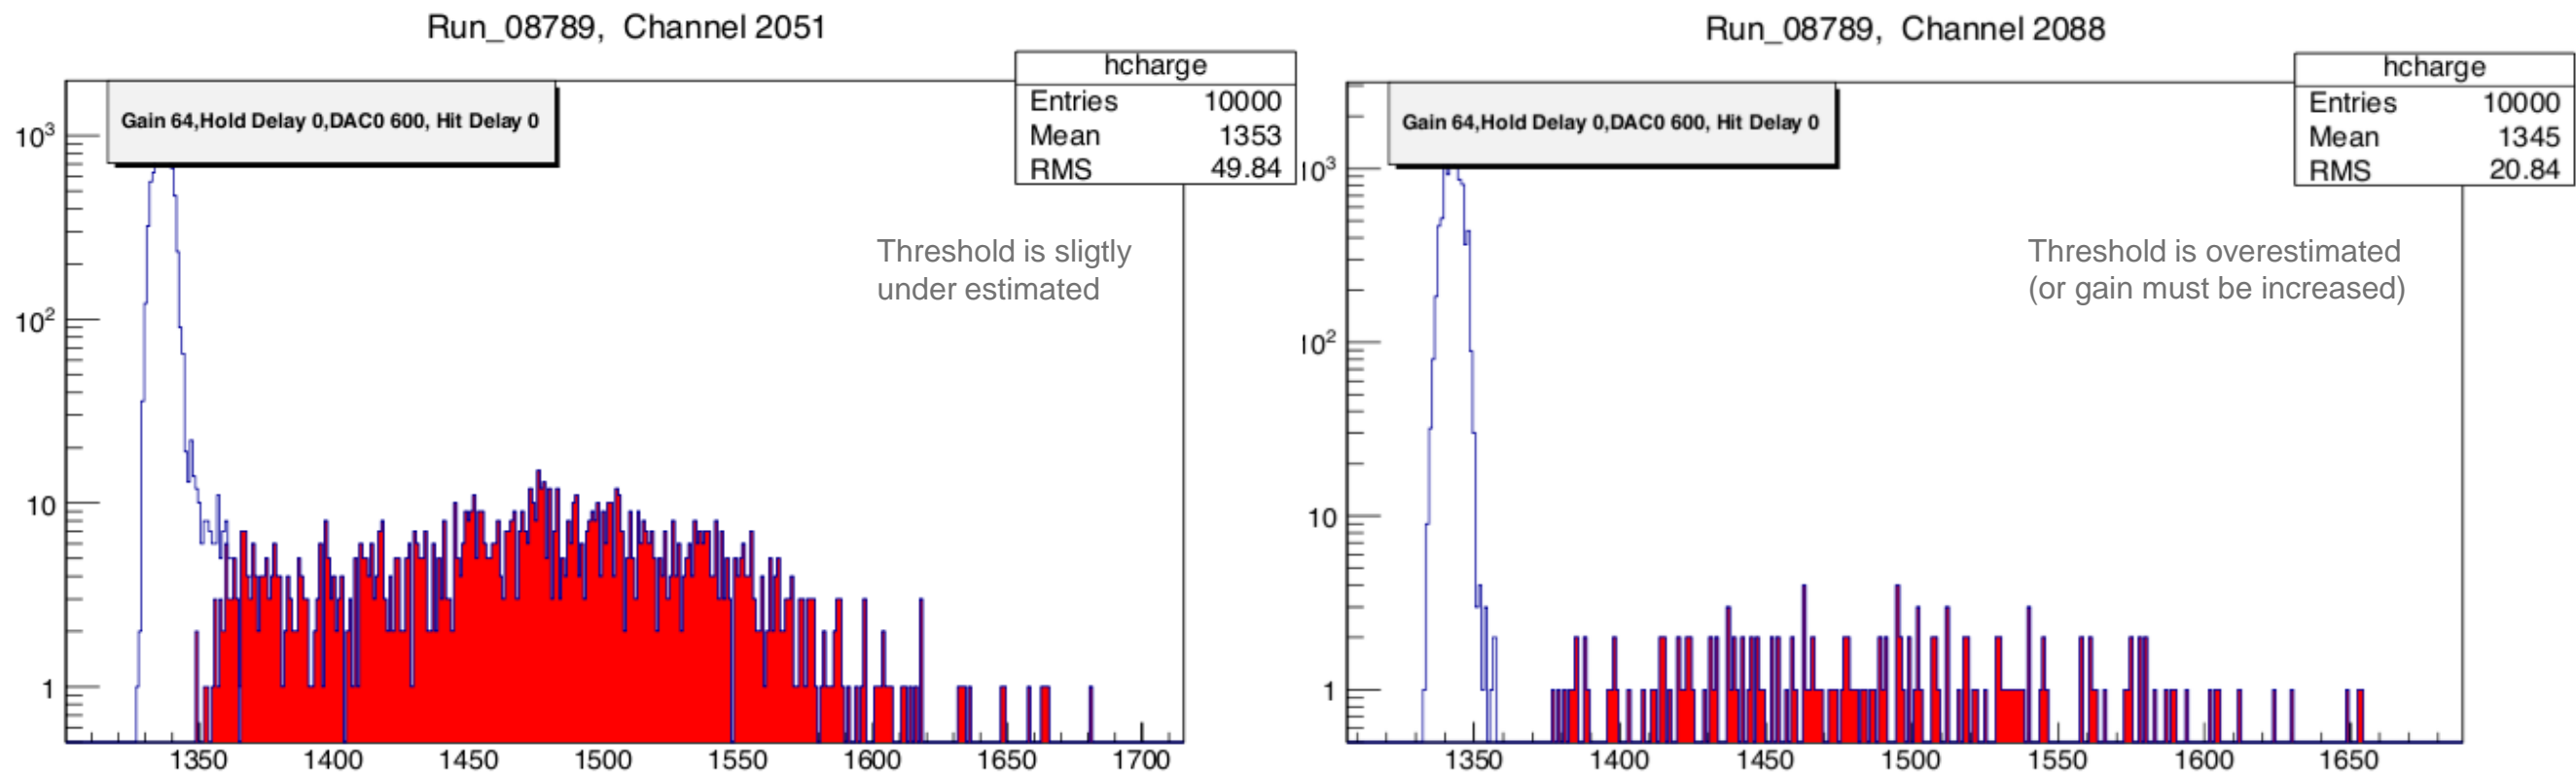 Run_08789, Channel 2051
hcharge
Entries 10000
Mean 1353
RMS 49.84
Gain 64,Hold Delay 0,DAC0 600, Hit Delay 0
Threshold is sligtly
under estimated
10³
10²
10
1
1350 1400 1450 1500 1550 1600 1650 1700
Run_08789, Channel 2088
hcharge
Entries 10000
Mean 1345
RMS 20.84
Gain 64,Hold Delay 0,DAC0 600, Hit Delay 0
Threshold is overestimated
(or gain must be increased)
10³
10²
10
1
1350 1400 1450 1500 1550 1600 1650